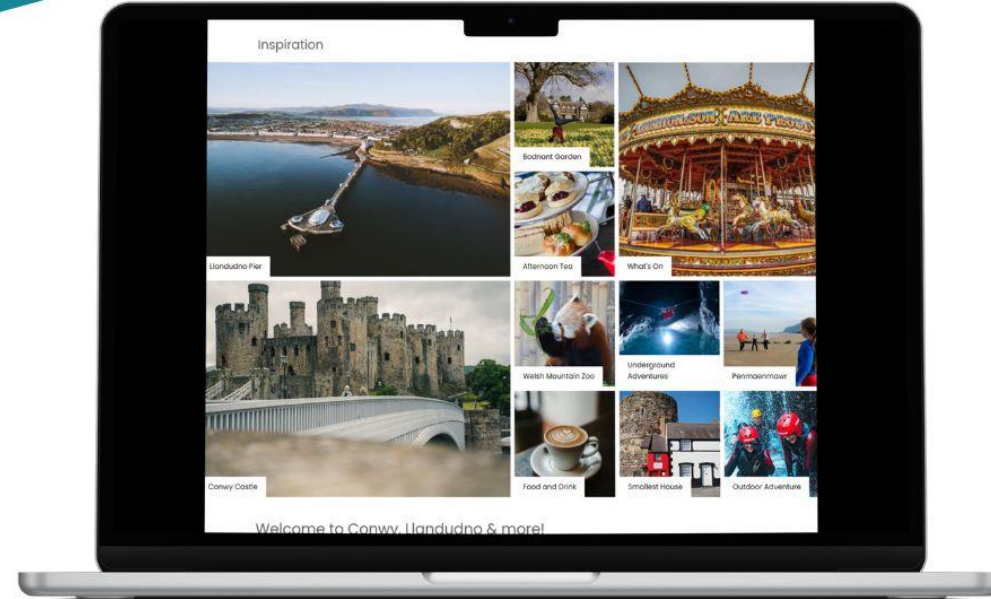 Inspiration
Bodnant Garden
Llandudno Pier
Afternoon Tea
What's On
Welsh Mountain Zoo
Underground
Adventures
Penmaenmawr
Conwy Castle
Food and Drink
Smallest House
Outdoor Adventure
Welcome to Conwy, Llandudno & more!